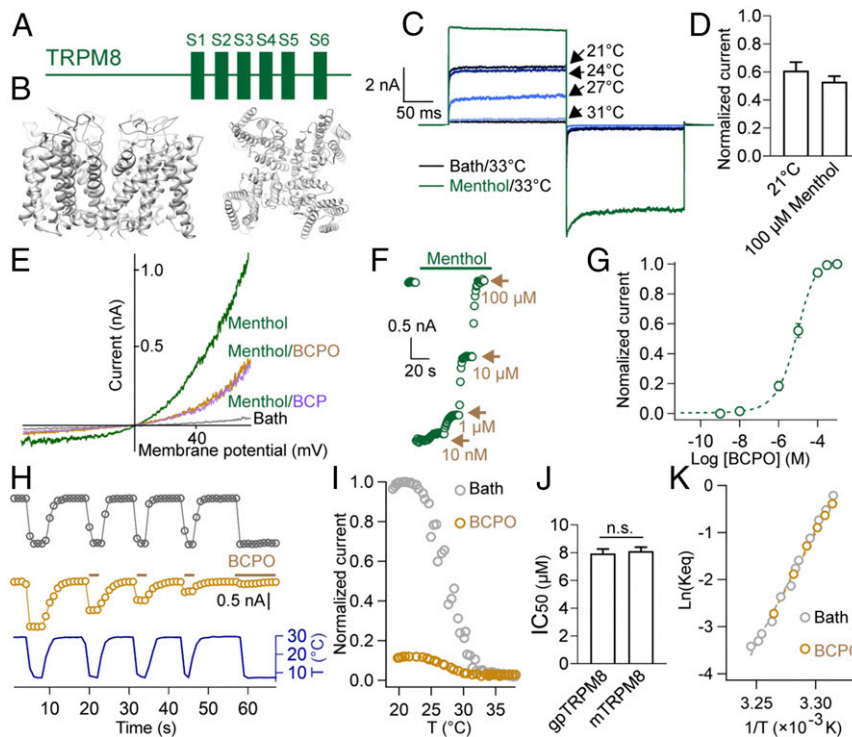 A
TRPM8
S1 S2 S3 S4 S5 S6
B
C
2 nA
50 ms
21°C
24°C
27°C
31°C
Bath/33°C
Menthol/33°C
D
Normalized current
1.0
0.8
0.6
0.4
0.2
0.0
21°C
100 µM Menthol
E
Current (nA)
1.0
0.5
Menthol
Menthol/BCPO
Menthol/BCP
Bath
40
Membrane potential (mV)
F
Menthol
100 µM
0.5 nA
20 s
10 µM
1 µM
10 nM
G
Nomalized current
1.0
0.8
0.6
0.4
0.2
0.0
-10 -8 -6 -4 -2
Log [BCPO] (M)
H
BCPO
0.5 nA
30
20
10
T (°C)
0 10 20 30 40 50 60
Time (s)
I
Normalized current
1.0
0.8
0.6
0.4
0.2
0.0
Bath
BCPO
20 25 30 35
T (°C)
J
n.s.
IC50 (µM)
10
8
6
4
2
0
gpTRPM8
mTRPM8
K
Ln(Keq)
0
-1
-2
-3
-4
Bath
BCPO
3.25 3.30
1/T (×10-3 K)